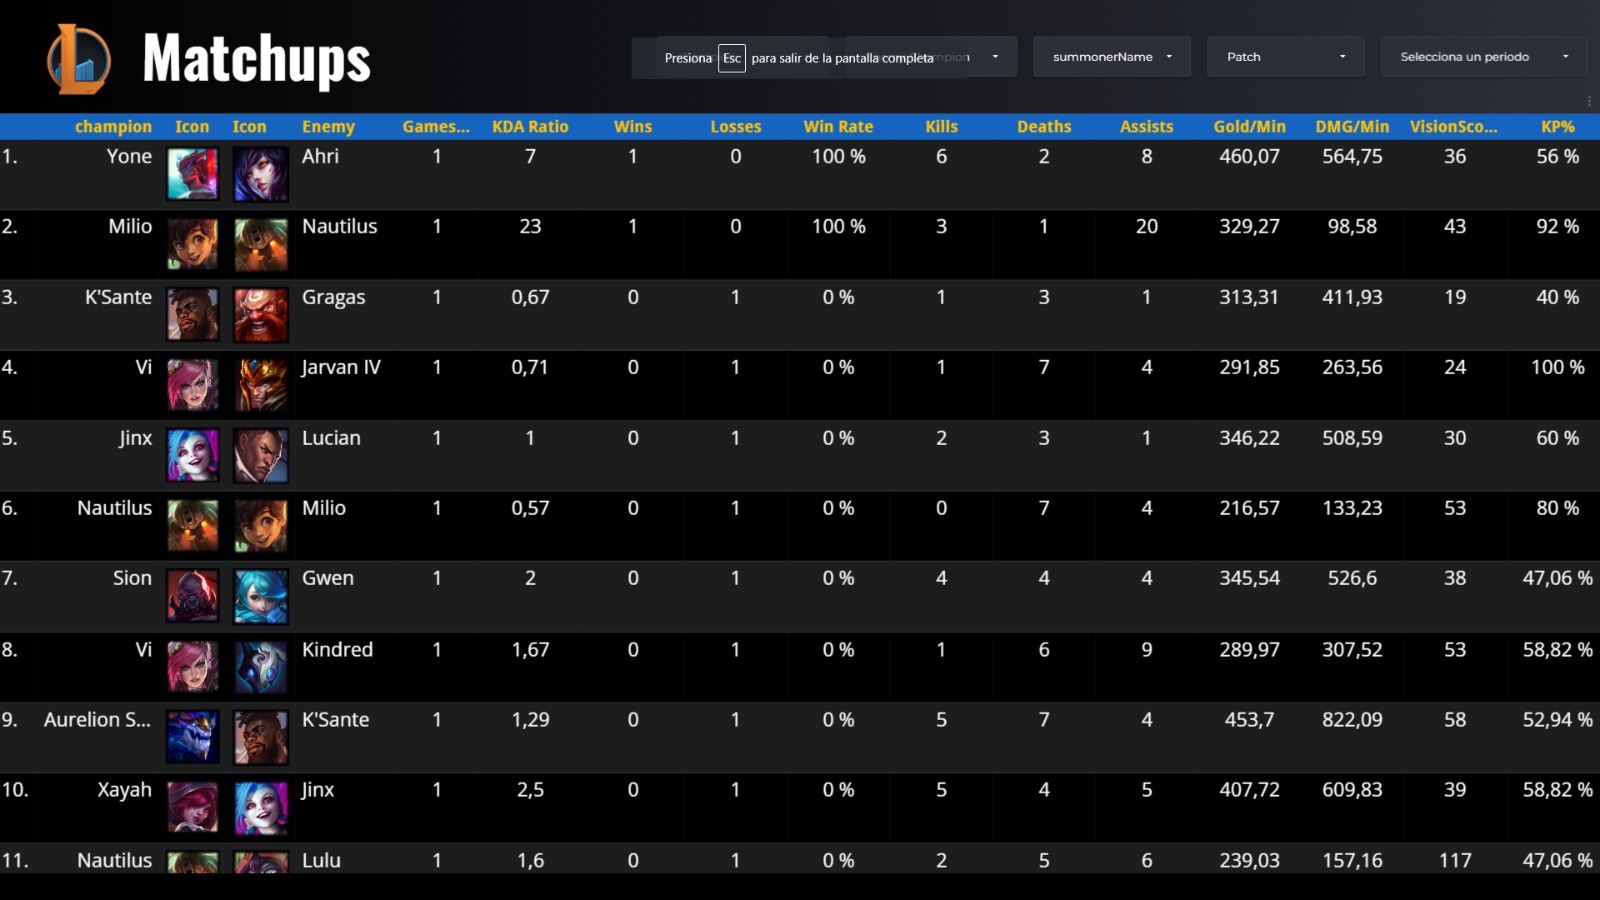 Matchups
Presiona Esc para salir de la pantalla completa
summonerName
Patch
Selecciona un periodo
champion Icon Icon Enemy Games... KDA Ratio Wins Losses Win Rate Kills Deaths Assists Gold/Min DMG/Min VisionSco... KP%
1. Yone Ahri 1 7 1 0 100 % 6 2 8 460,07 564,75 36 56 %
2. Milio Nautilus 1 23 1 0 100 % 3 1 20 329,27 98,58 43 92 %
3. K'Sante Gragas 1 0,67 0 1 0 % 1 3 1 313,31 411,93 19 40 %
4. Vi Jarvan IV 1 0,71 0 1 0 % 1 7 4 291,85 263,56 24 100 %
5. Jinx Lucian 1 1 0 1 0 % 2 3 1 346,22 508,59 30 60 %
6. Nautilus Milio 1 0,57 0 1 0 % 0 7 4 216,57 133,23 53 80 %
7. Sion Gwen 1 2 0 1 0 % 4 4 4 345,54 526,6 38 47,06 %
8. Vi Kindred 1 1,67 0 1 0 % 1 6 9 289,97 307,52 53 58,82 %
9. Aurelion S... K'Sante 1 1,29 0 1 0 % 5 7 4 453,7 822,09 58 52,94 %
10. Xayah Jinx 1 2,5 0 1 0 % 5 4 5 407,72 609,83 39 58,82 %
11. Nautilus Lulu 1 1,6 0 1 0 % 2 5 6 239,03 157,16 117 47,06 %